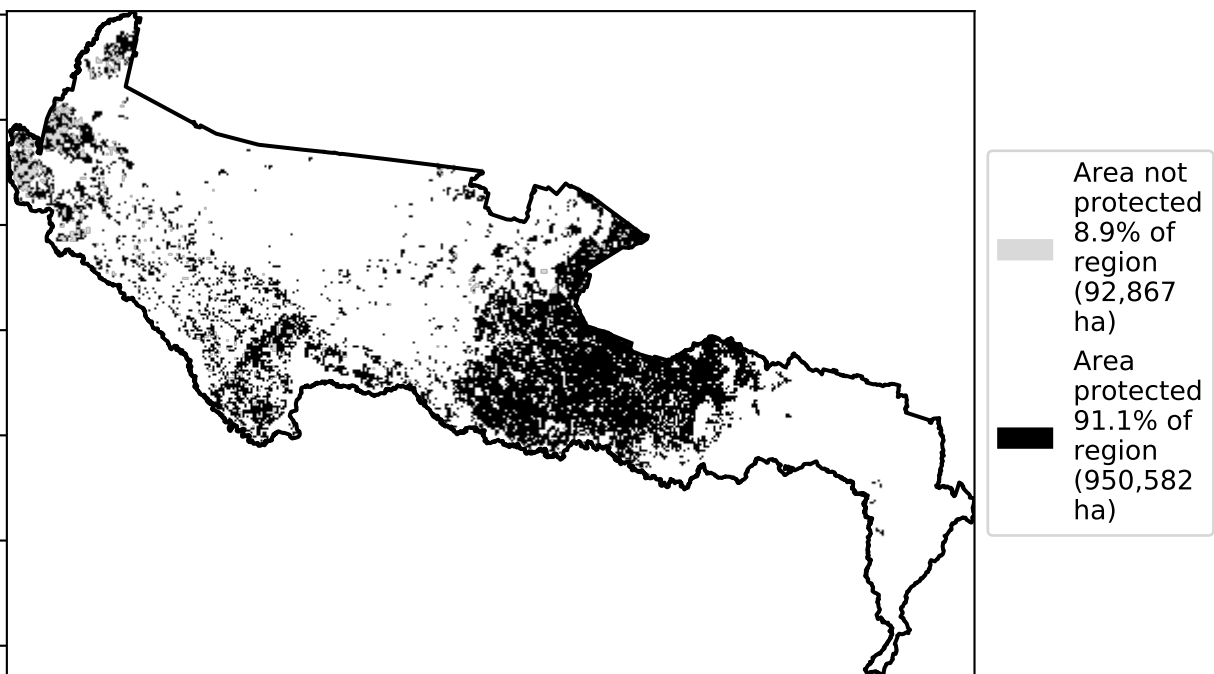 Area not
protected
8.9% of
region
(92,867
ha)
Area
protected
91.1% of
region
(950,582
ha)